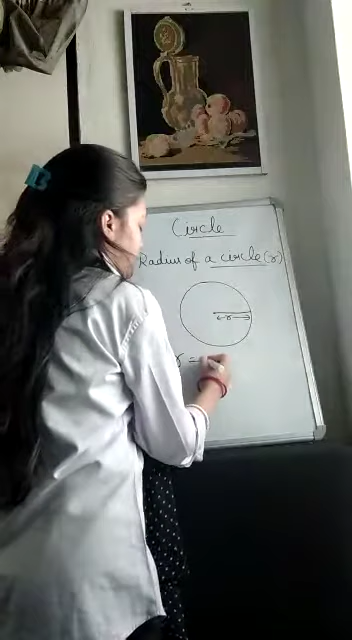 Circle
Radius of a circle (r)
r
r =